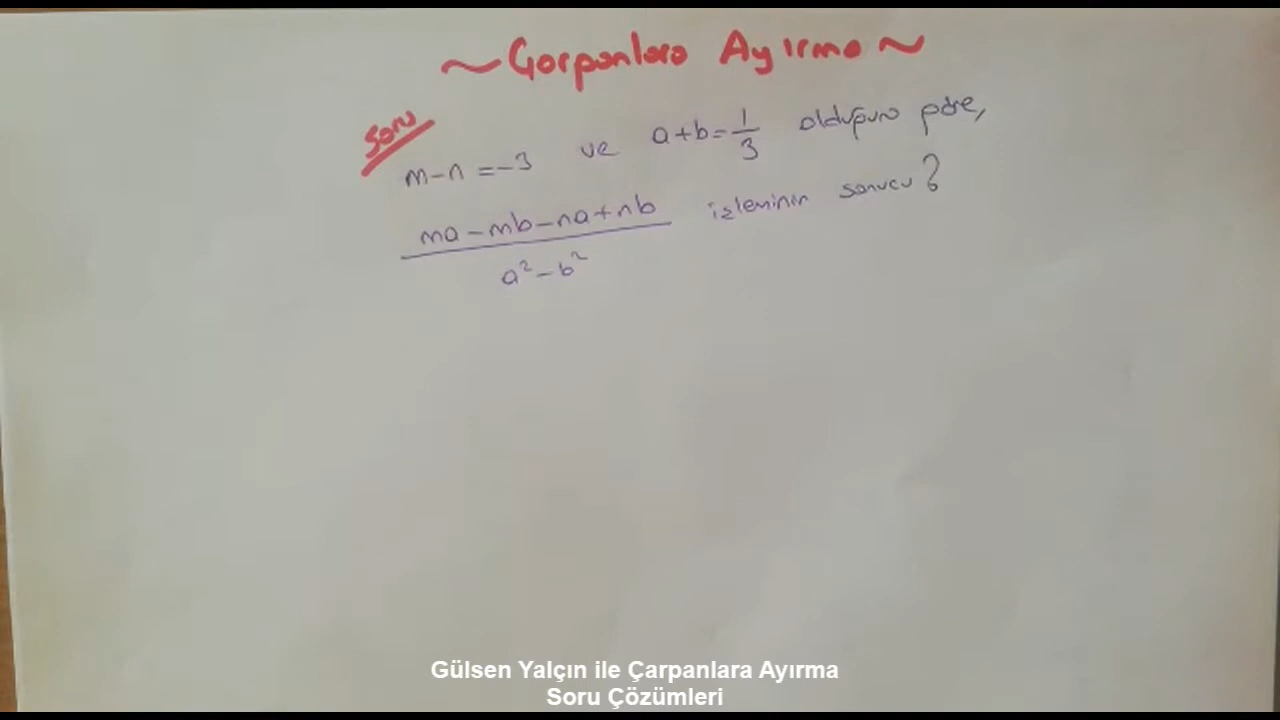 ~Çarpanlara Ayırma~
Soru
m-n=-3 ve a+b=1/3 olduğuna göre,
ma-mb-na+nb / a²-b² işleminin sonucu?
Gülsen Yalçın ile Çarpanlara Ayırma
Soru Çözümleri